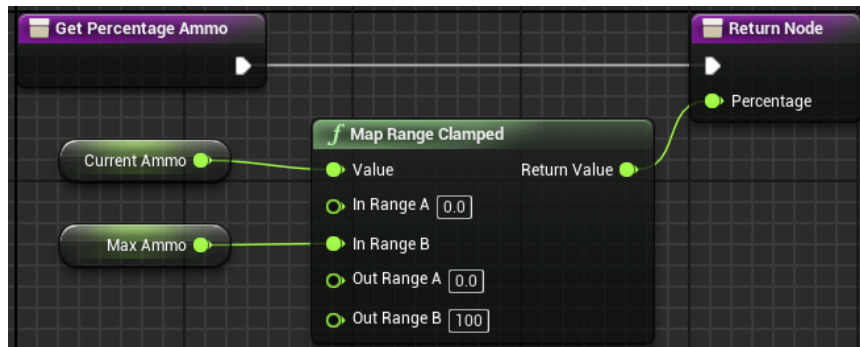 Get Percentage Ammo
Return Node
Percentage
Current Ammo
Max Ammo
f Map Range Clamped
Value
Return Value
In Range A 0.0
In Range B
Out Range A 0.0
Out Range B 100